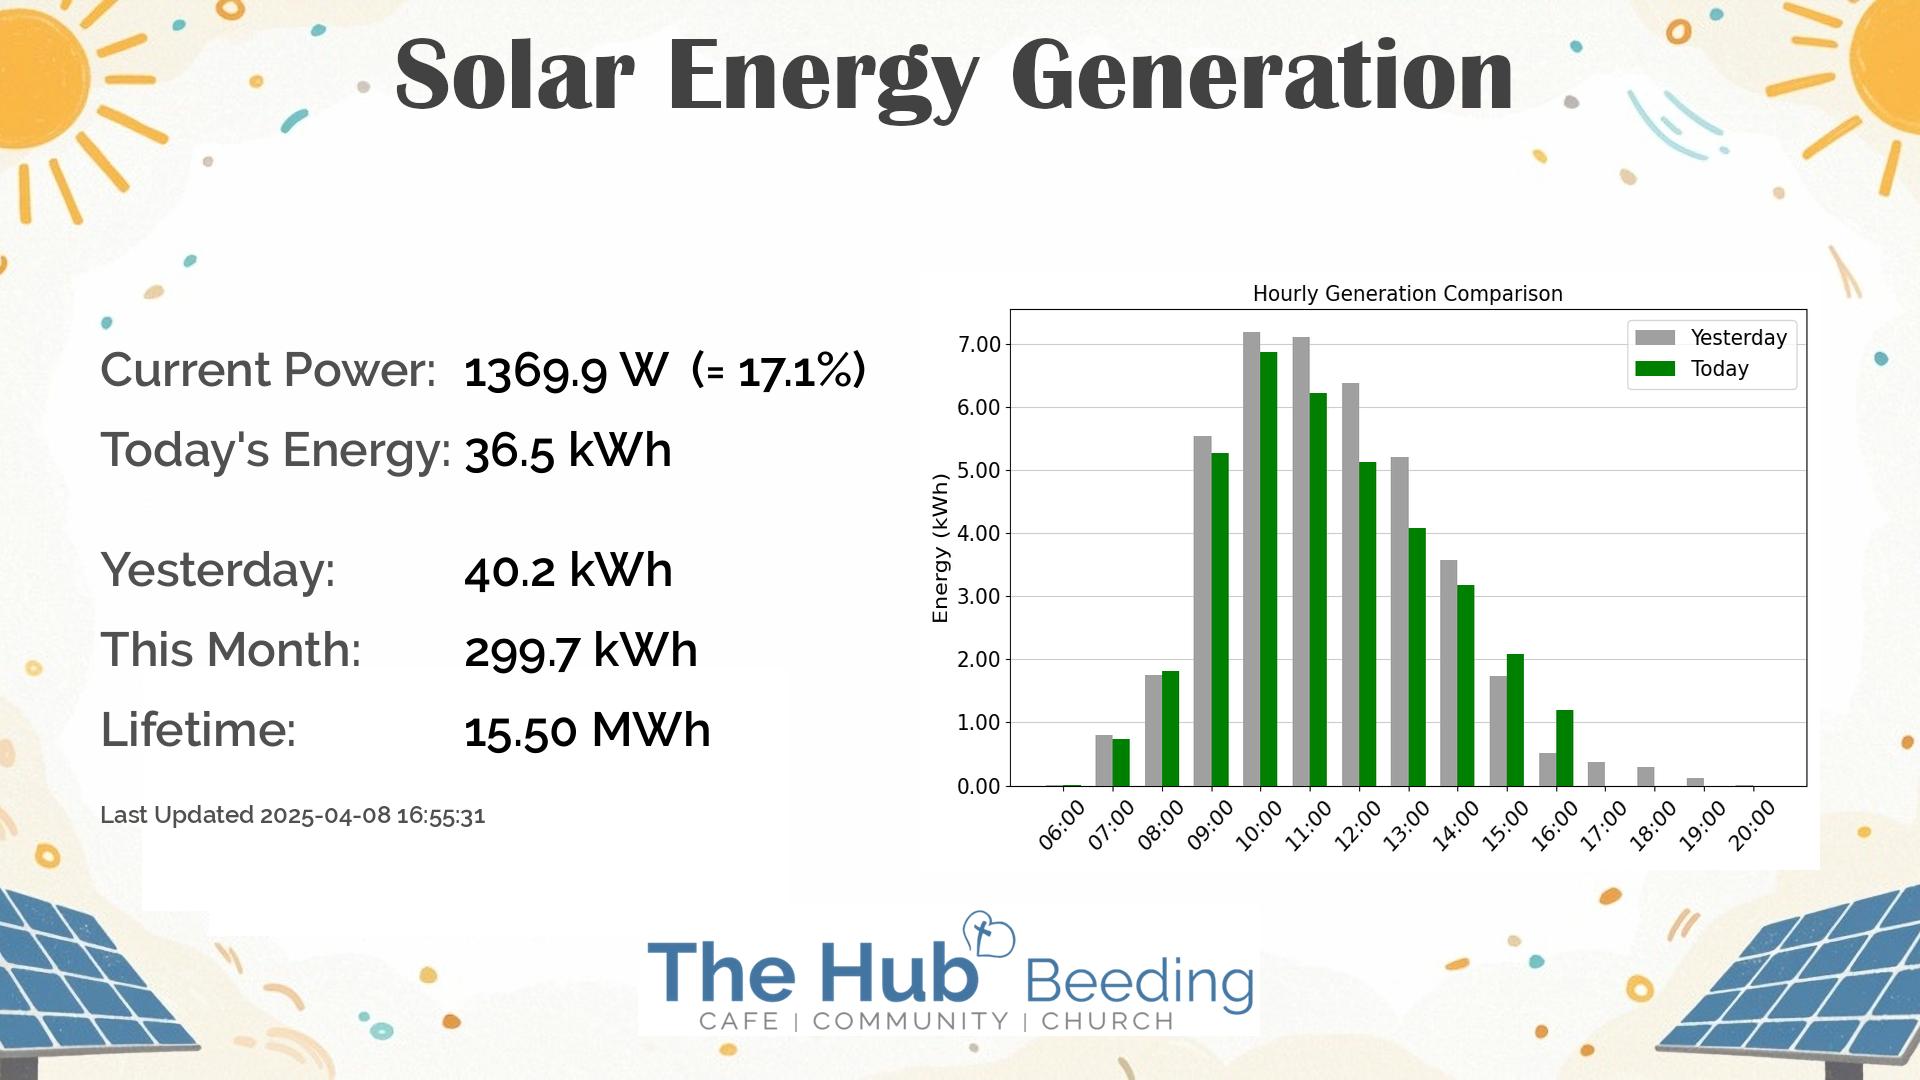 Solar Energy Generation
Current Power: 1369.9 W (= 17.1%)
Today's Energy: 36.5 kWh
Yesterday: 40.2 kWh
This Month: 299.7 kWh
Lifetime: 15.50 MWh
Last Updated 2025-04-08 16:55:31
Hourly Generation Comparison
Yesterday
Today
Energy (kWh)
7.00
6.00
5.00
4.00
3.00
2.00
1.00
0.00
06:00 07:00 08:00 09:00 10:00 11:00 12:00 13:00 14:00 15:00 16:00 17:00 18:00 19:00 20:00
The Hub Beeding
CAFE | COMMUNITY | CHURCH